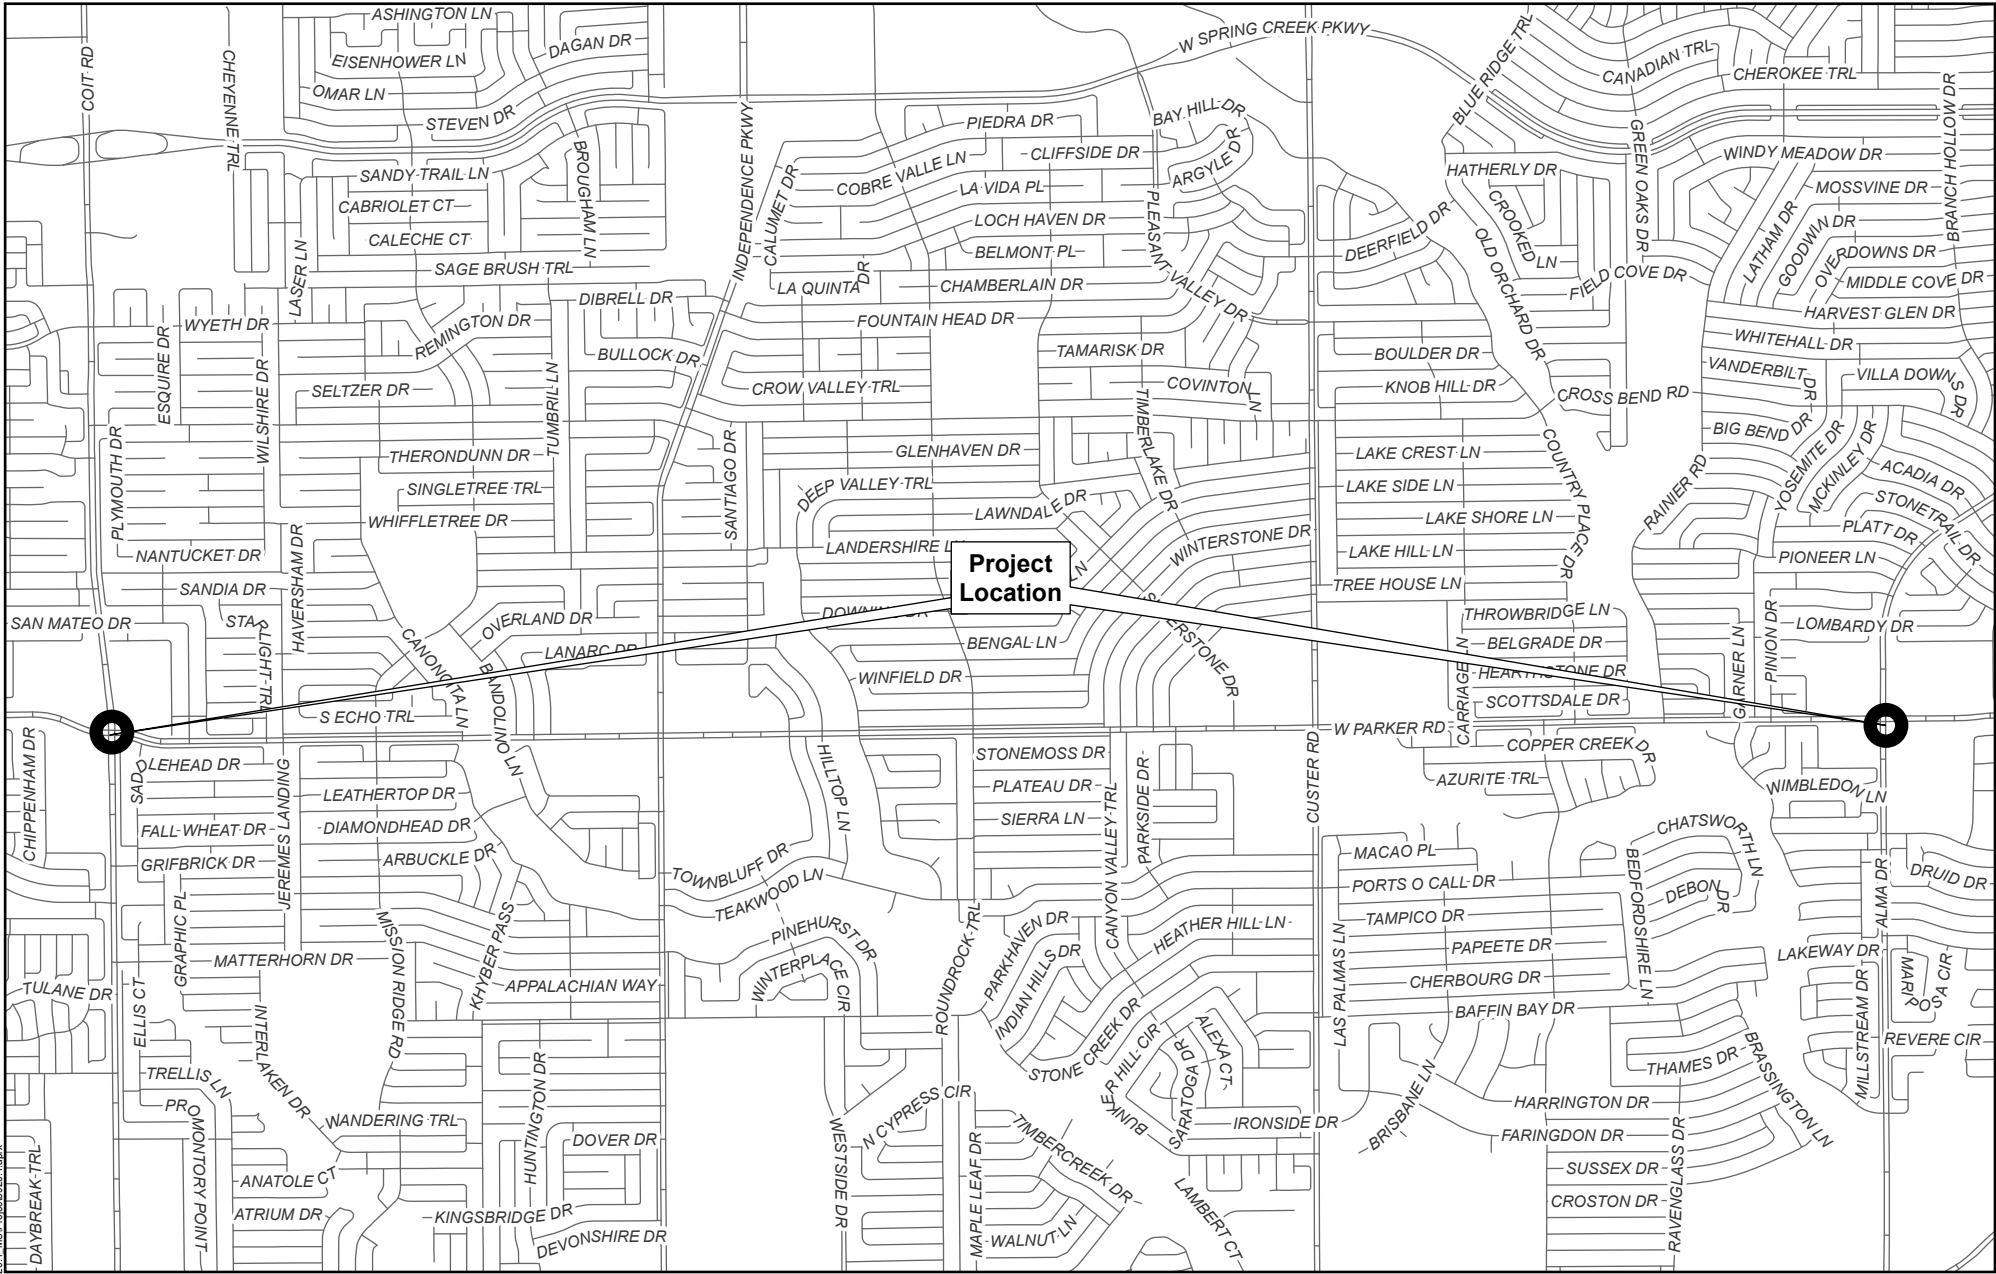 ASHINGTON LN
EISENHOWER LN
DAGAN DR
OMAR LN
STEVEN DR
COIT RD
CHEYENNE TRL
W SPRING CREEK PKWY
BLUE RIDGE TRL
CANADIAN TRL
CHEROKEE TRL
BRANCH HOLLOW DR
SANDY TRAIL LN
CABRIOLET CT
CALECHE CT
BROUGHAM LN
SAGE BRUSH TRL
LASER LN
INDEPENDENCE PKWY
CALUMET DR
PIEDRA DR
COBRE VALLE LN
CLIFFSIDE DR
LA VIDA PL
LOCH HAVEN DR
BELMONT PL
BAY HILL DR
ARGYLE DR
PLEASANT VALLEY DR
LA QUINTA DR
CHAMBERLAIN DR
FOUNTAIN HEAD DR
DEERFIELD DR
HATHERLY DR
CROOKED LN
OLD ORCHARD DR
FIELD COVE DR
GREEN OAKS DR
WINDY MEADOW DR
MOSSVINE DR
LATHAM DR
GOODWIN DR
OVERDOWNS DR
MIDDLE COVE DR
HARVEST GLEN DR
WHITEHALL DR
VANDERBILT DR
VILLA DOWNS DR
WYETH DR
ESQUIRE DR
WILSHIRE DR
REMINGTON DR
DIBRELL DR
BULLOCK DR
SELTZER DR
TUMBRIL LN
TAMARISK DR
CROW VALLEY TRL
COVINTON LN
TIMBERLAKE DR
BOULDER DR
KNOB HILL DR
CROSS BEND RD
BIG BEND DR
YOSEMITE DR
MCKINLEY DR
ACADIA DR
STONETRAIL DR
PLATT DR
PIONEER LN
RAINIER RD
COUNTRY PLACE DR
PLYMOUTH DR
THERONDUNN DR
SINGLETREE TRL
WHIFFLETREE DR
SANTIAGO DR
GLENHAVEN DR
DEEP VALLEY TRL
LAWNDALE DR
LANDERSHIRE
WINTERSTONE DR
LAKE CREST LN
LAKE SIDE LN
LAKE SHORE LN
LAKE HILL LN
TREE HOUSE LN
NANTUCKET DR
SANDIA DR
HAVERSHAM DR
SAN MATEO DR
STARLIGHT TRL
Project
Location
LN
OVERLAND DR
LANARC DR
CANONCITA LN
BANDOLINO LN
S ECHO TRL
BENGAL LN
WINFIELD DR
THROWBRIDGE LN
BELGRADE DR
HEARTHSTONE DR
SCOTTSDALE DR
CARRIAGE LN
GARNER LN
PINION DR
LOMBARDY DR
W PARKER RD
CHIPPENHAM DR
SADDLEHEAD DR
JEREMES LANDING
LEATHERTOP DR
FALL WHEAT DR
DIAMONDHEAD DR
GRIFBRICK DR
ARBUCKLE DR
HILLTOP LN
STONEMOSS DR
PLATEAU DR
SIERRA LN
CANYON VALLEY TRL
PARKSIDE DR
CUSTER RD
COPPER CREEK DR
AZURITE TRL
WIMBLEDON LN
CHATSWORTH LN
MACAO PL
PORTS O CALL DR
TAMPICO DR
PAPEETE DR
CHERBOURG DR
BAFFIN BAY DR
BEDFORDSHIRE LN
DEBON DR
ALMA DR
DRUID DR
LAKEWAY DR
MARIPOSA CIR
MILLSTREAM DR
REVERE CIR
GRAPHIC PL
MATTERHORN DR
MISSION RIDGE RD
KHYBER PASS
APPALACHIAN WAY
TOWNBLUFF DR
TEAKWOOD LN
PINEHURST DR
WINTERPLACE CIR
ROUNDROCK TRL
PARKHAVEN DR
INDIAN HILLS DR
HEATHER HILL LN
STONE CREEK DR
BUNKER HILL CIR
ALEXA CT
SARATOGA DR
LAS PALMAS LN
TULANE DR
ELLIS CT
INTERLAKEN DR
TRELLIS LN
PROMONTORY POINT
WANDERING TRL
ANATOLE CT
ATRIUM DR
DAYBREAK TRL
HUNTINGTON DR
DOVER DR
KINGSBRIDGE DR
DEVONSHIRE DR
WESTSIDE DR
N CYPRESS CIR
MAPLE LEAF DR
TIMBERCREEK DR
WALNUT LN
LAMBERT CT
IRONSIDE DR
BRISBANE LN
THAMES DR
BRASSINGTON LN
HARRINGTON DR
FARINGDON DR
SUSSEX DR
CROSTON DR
RAVENGLASS DR